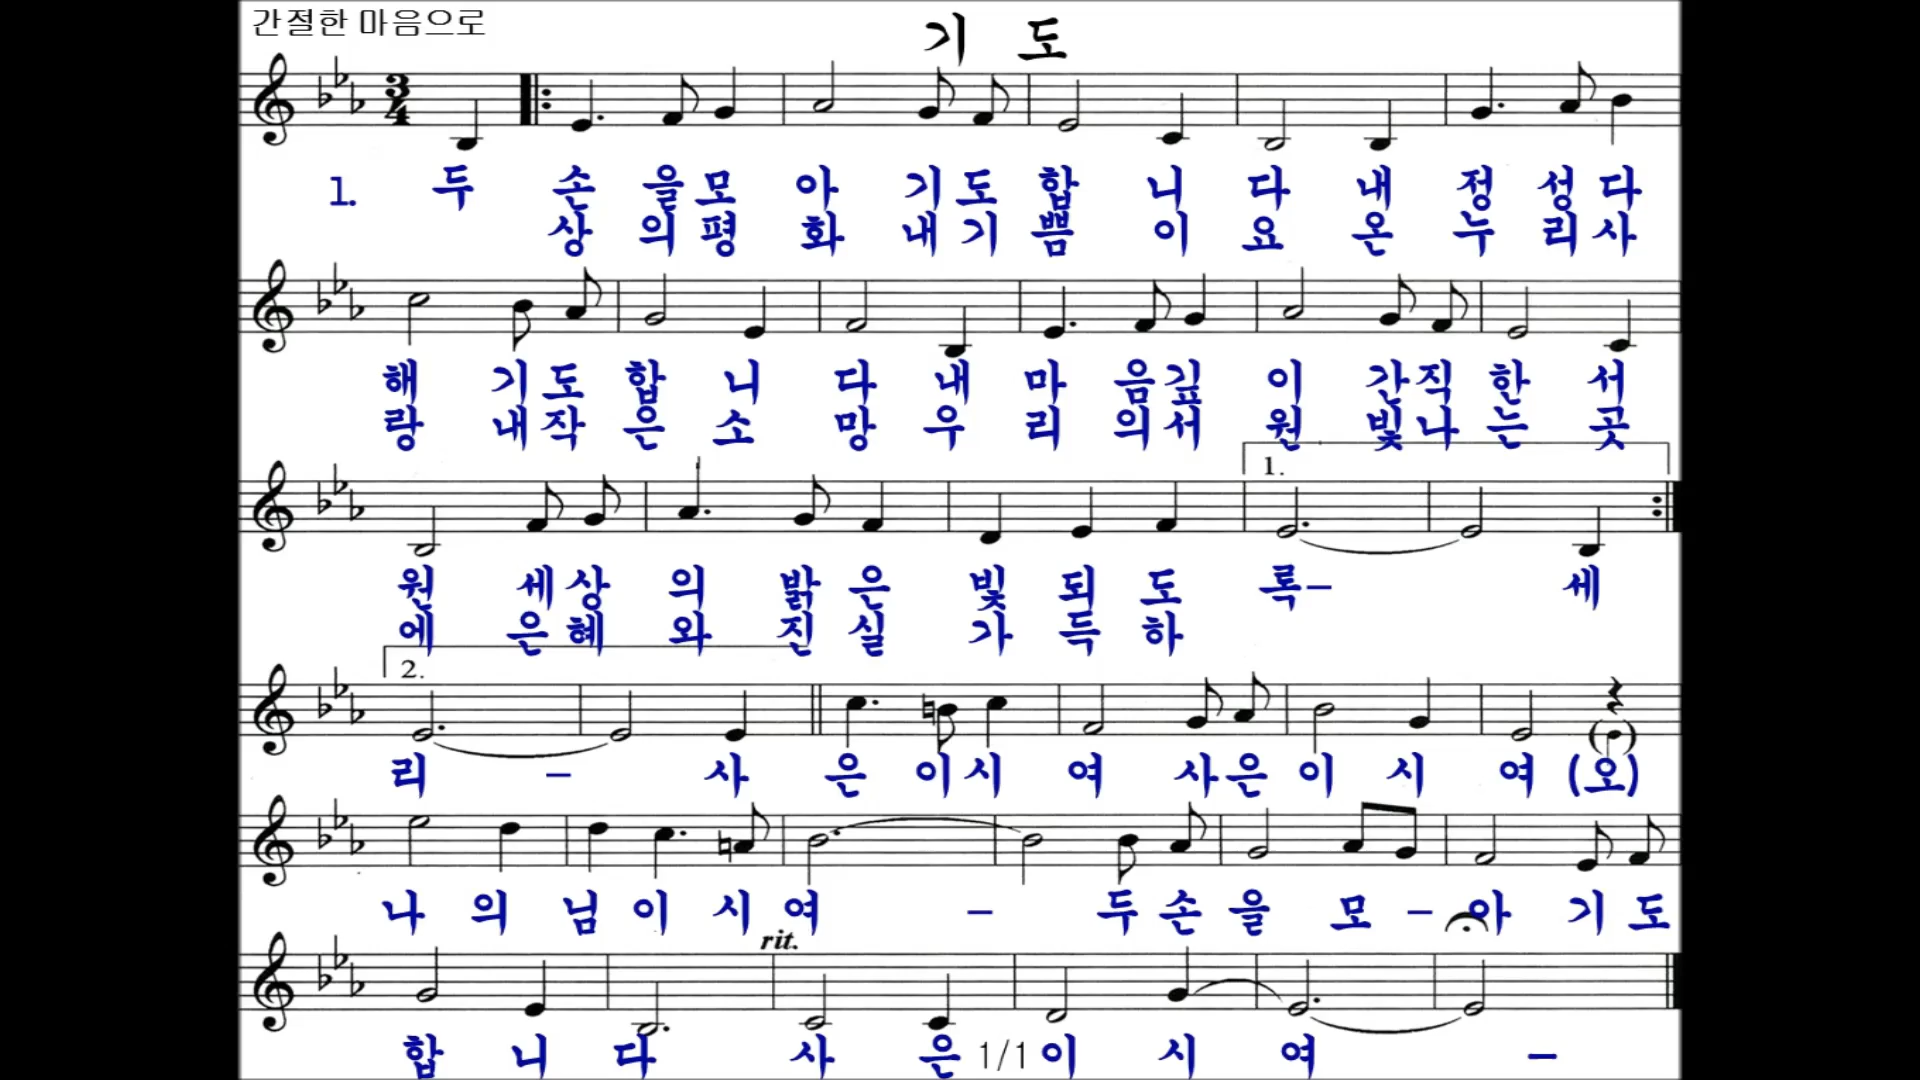 간절한 마음으로
기 도
1. 두 손 을 모 아 기 도 합 니 다 내 정 성 다
상 의 평 화 내 기 쁨 이 요 온 누 리 사
해 기 도 합 니 다 내 마 음 깊 이 간 직 한 서
랑 내 작 은 소 망 우 리 의 서 원 빛 나 는 곳
1.
원 세 상 의 밝 은 빛 되 도 록- 세
에 은 혜 와 진 실 가 득 하
2.
리 - 사 은 이 시 여 사 은 이 시 여 (오)
나 의 님 이 시 여 - 두 손 을 모 - 아 기 도
rit.
합 니 다 사 은 이 시 여 -
1/1